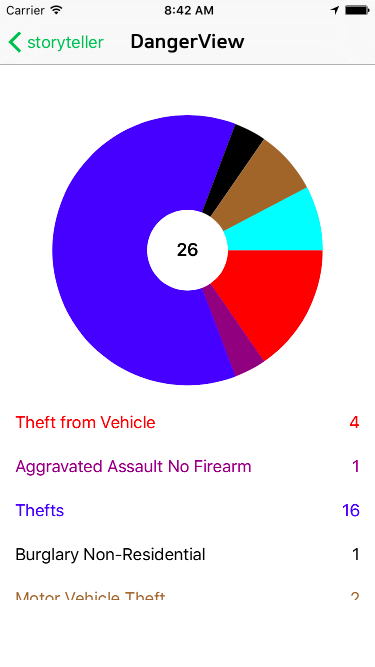 Carrier 8:42 AM
storyteller DangerView
26
Theft from Vehicle 4
Aggravated Assault No Firearm 1
Thefts 16
Burglary Non-Residential 1
Motor Vehicle Theft 2